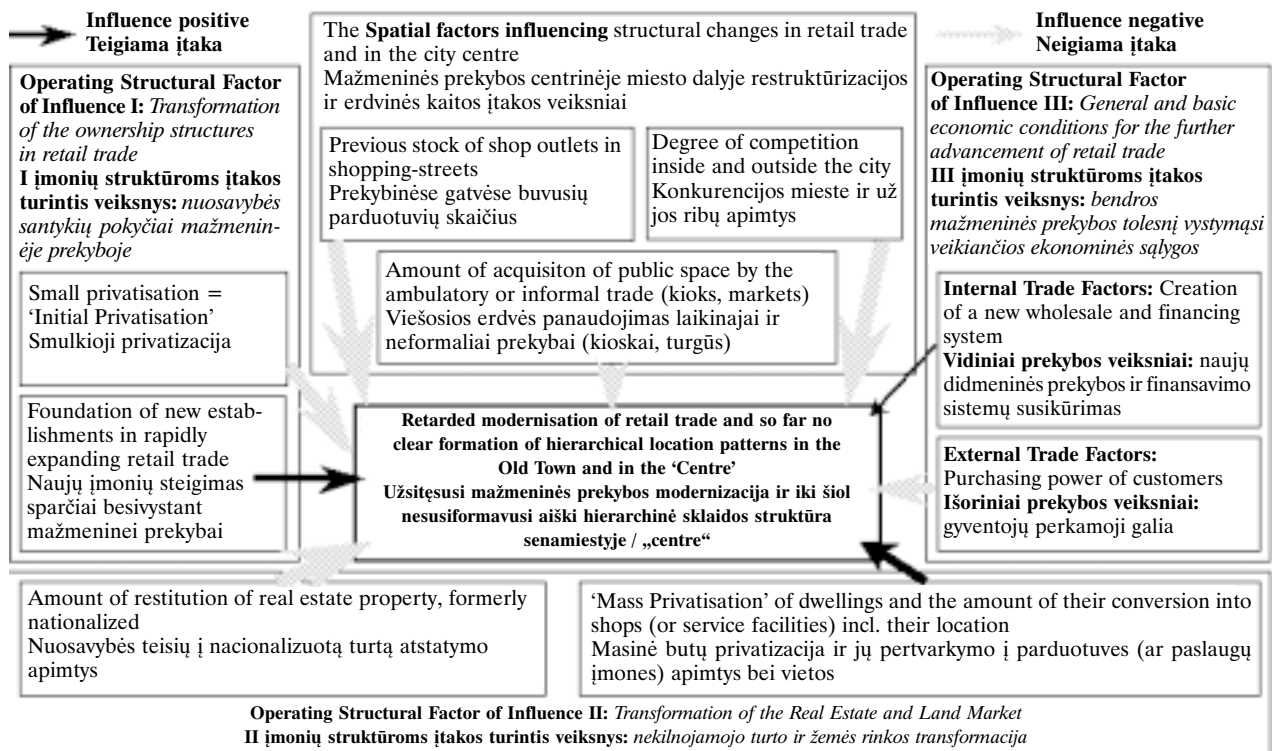 Influence positive
Teigiama įtaka
The Spatial factors influencing structural changes in retail trade
and in the city centre
Mažmeninės prekybos centrinėje miesto dalyje restruktūrizacijos
ir erdvinės kaitos įtakos veiksniai
Influence negative
Neigiama įtaka
Operating Structural Factor
of Influence I: Transformation
of the ownership structures
in retail trade
I įmonių struktūroms įtakos
turintis veiksnys: nuosavybės
santykių pokyčiai mažmenin-
ėje prekyboje
Small privatisation =
‘Initial Privatisation’
Smulkioji privatizacija
Foundation of new estab-
lishments in rapidly
expanding retail trade
Naujų įmonių steigimas
sparčiai besivystant
mažmeninei prekybai
Previous stock of shop outlets in
shopping-streets
Prekybinėse gatvėse buvusių
parduotuvių skaičius
Degree of competition
inside and outside the city
Konkurencijos mieste ir už
jos ribų apimtys
Amount of acquisiton of public space by the
ambulatory or informal trade (kioks, markets)
Viešosios erdvės panaudojimas laikinajai ir
neformaliai prekybai (kioskai, turgūs)
Retarded modernisation of retail trade and so far no
clear formation of hierarchical location patterns in the
Old Town and in the ‘Centre’
Užsitęsusi mažmeninės prekybos modernizacija ir iki šiol
nesusiformavusi aiški hierarchinė sklaidos struktūra
senamiestyje / „centre“
Operating Structural Factor
of Influence III: General and basic
economic conditions for the further
advancement of retail trade
III įmonių struktūroms įtakos
turintis veiksnys: bendros
mažmeninės prekybos tolesnį vystymąsi
veikiančios ekonominės sąlygos
Internal Trade Factors: Creation
of a new wholesale and financing
system
Vidiniai prekybos veiksniai: naujų
didmeninės prekybos ir finansavimo
sistemų susikūrimas
External Trade Factors:
Purchasing power of customers
Išoriniai prekybos veiksniai:
gyventojų perkamoji galia
Amount of restitution of real estate property, formerly
nationalized
Nuosavybės teisių į nacionalizuotą turtą atstatymo
apimtys
‘Mass Privatisation’ of dwellings and the amount of their conversion into
shops (or service facilities) incl. their location
Masinė butų privatizacija ir jų pertvarkymo į parduotuves (ar paslaugų
įmones) apimtys bei vietos
Operating Structural Factor of Influence II: Transformation of the Real Estate and Land Market
II įmonių struktūroms įtakos turintis veiksnys: nekilnojamojo turto ir žemės rinkos transformacija